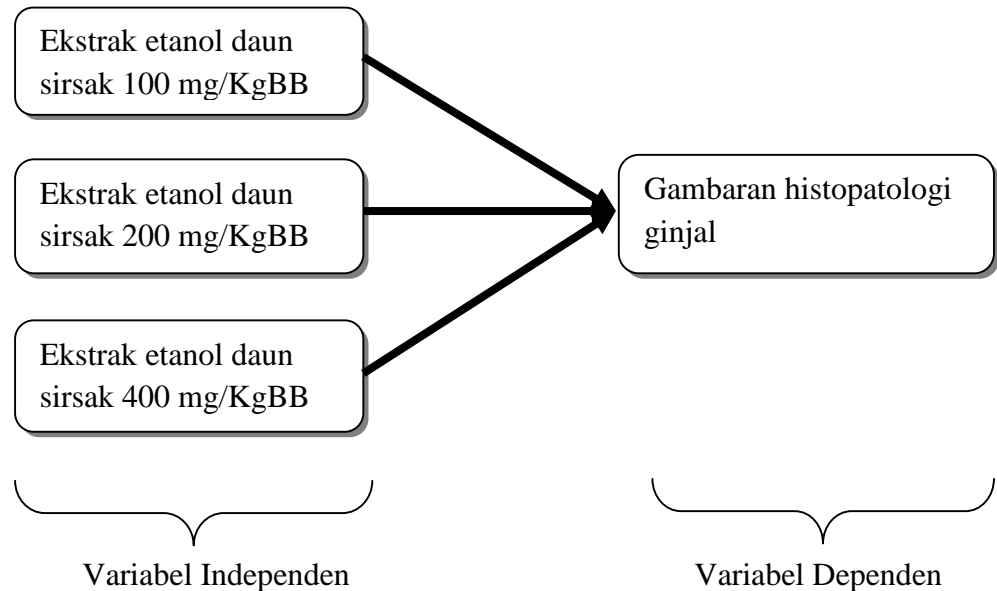 Ekstrak etanol daun
sirsak 100 mg/KgBB
Ekstrak etanol daun
sirsak 200 mg/KgBB
Ekstrak etanol daun
sirsak 400 mg/KgBB
Gambaran histopatologi
ginjal
Variabel Independen
Variabel Dependen